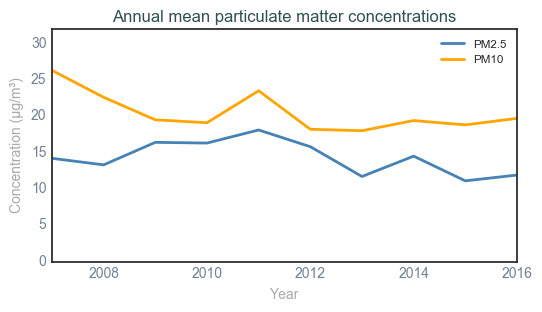 Annual mean particulate matter concentrations
PM2.5
PM10
30
25
20
15
10
5
0
Concentration (µg/m³)
2008
2010
2012
2014
2016
Year